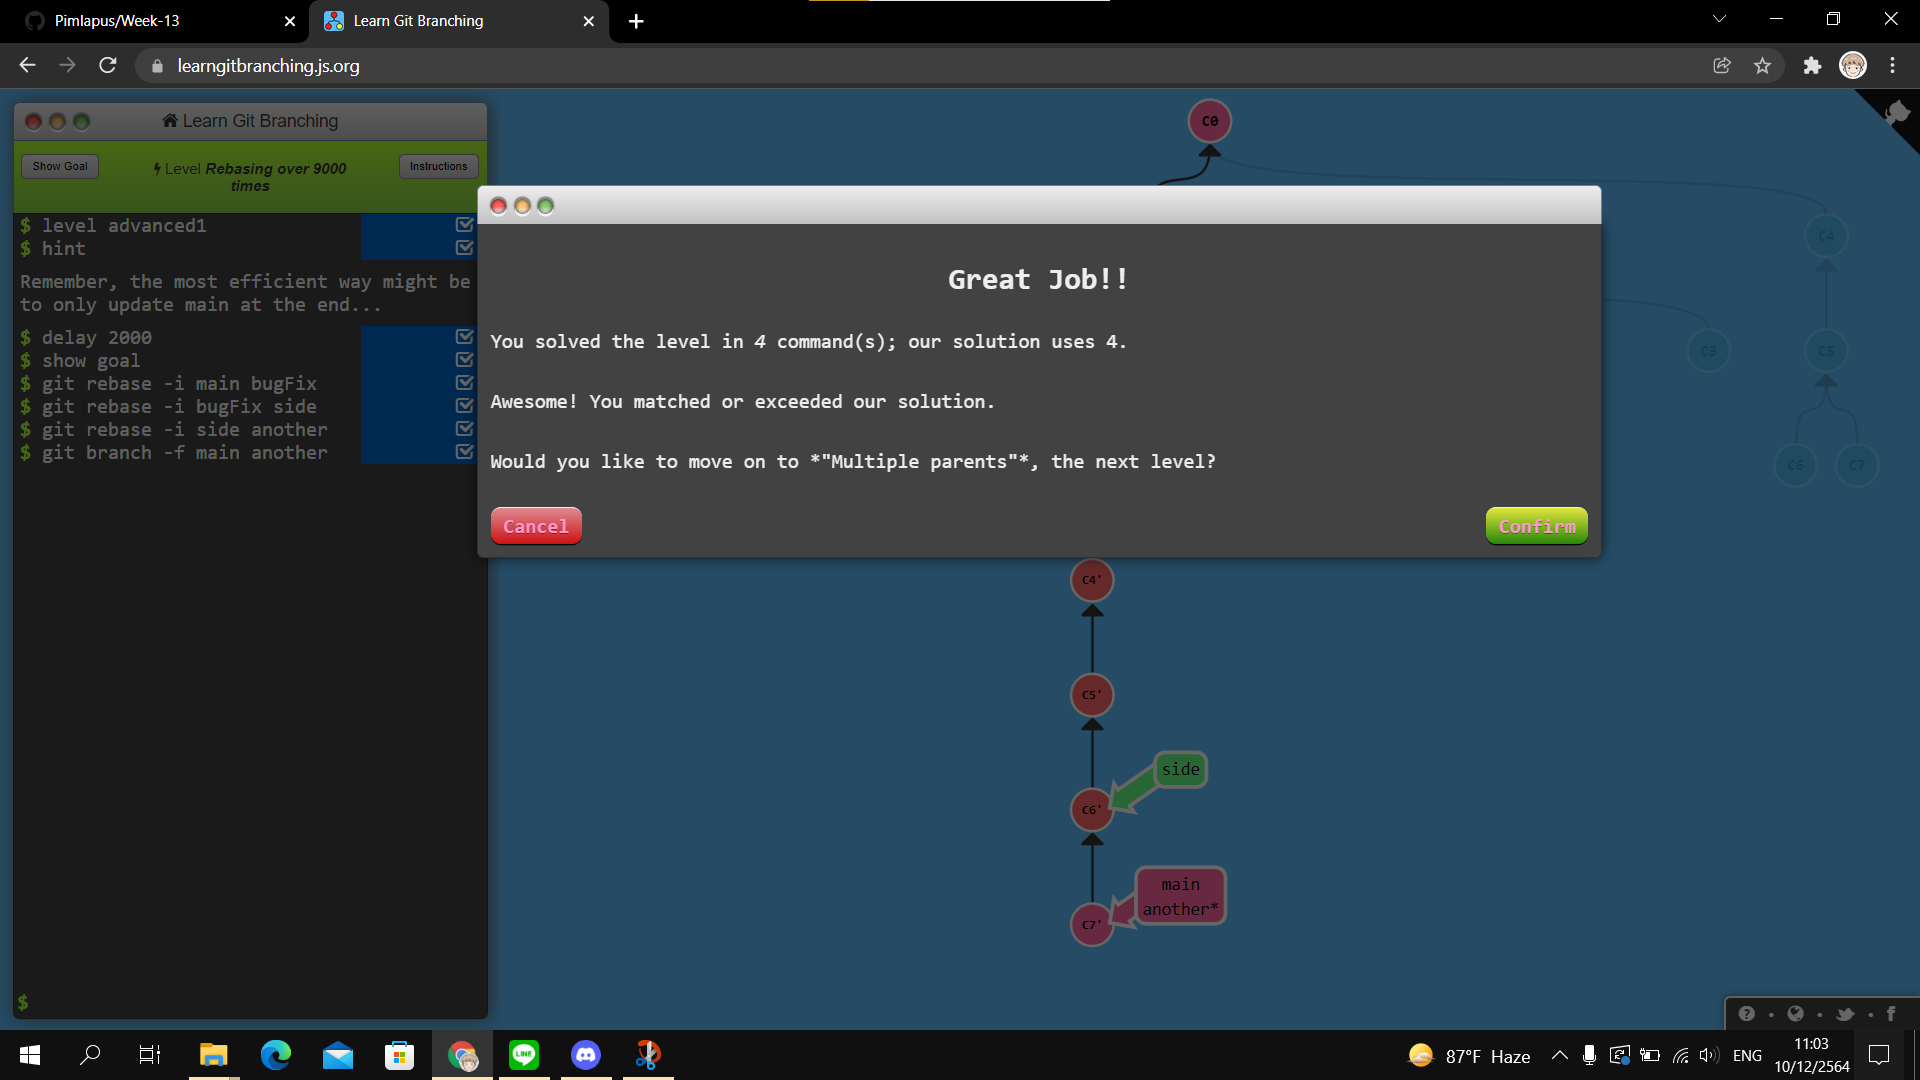 Pimlapus/Week-13
Learn Git Branching
learngitbranching.js.org
Learn Git Branching
Show Goal
Level Rebasing over 9000
times
Instructions
$ level advanced1
$ hint
Remember, the most efficient way might be
to only update main at the end...
$ delay 2000
$ show goal
$ git rebase -i main bugFix
$ git rebase -i bugFix side
$ git rebase -i side another
$ git branch -f main another
$
C0
C4
C3
C5
C6
C7
Great Job!!
You solved the level in 4 command(s); our solution uses 4.
Awesome! You matched or exceeded our solution.
Would you like to move on to *"Multiple parents"*, the next level?
Cancel
Confirm
C4'
C5'
side
C6'
main
another*
C7'
LINE
87°F Haze
ENG
11:03
10/12/2564